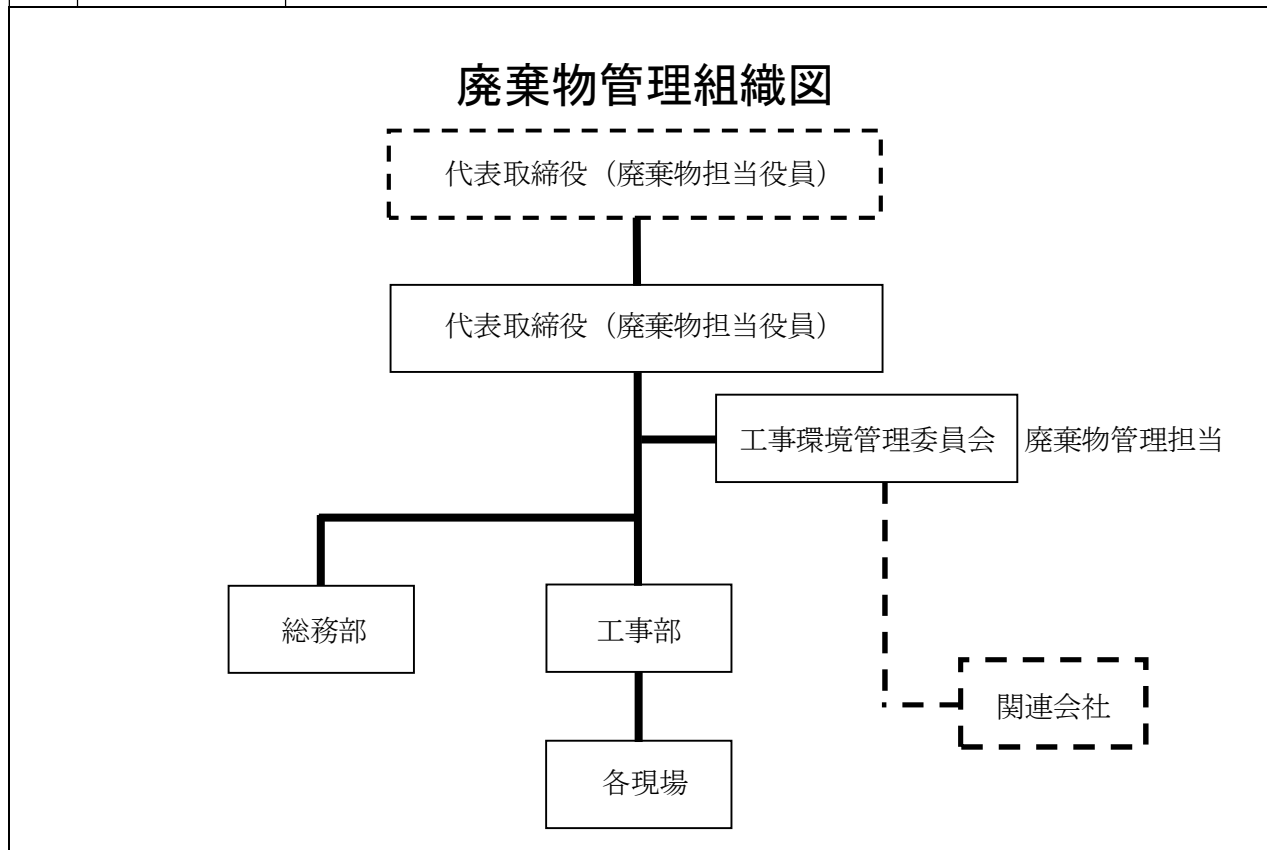 廃棄物管理組織図
代表取締役（廃棄物担当役員）
代表取締役（廃棄物担当役員）
工事環境管理委員会 廃棄物管理担当
総務部 工事部
関連会社
各現場